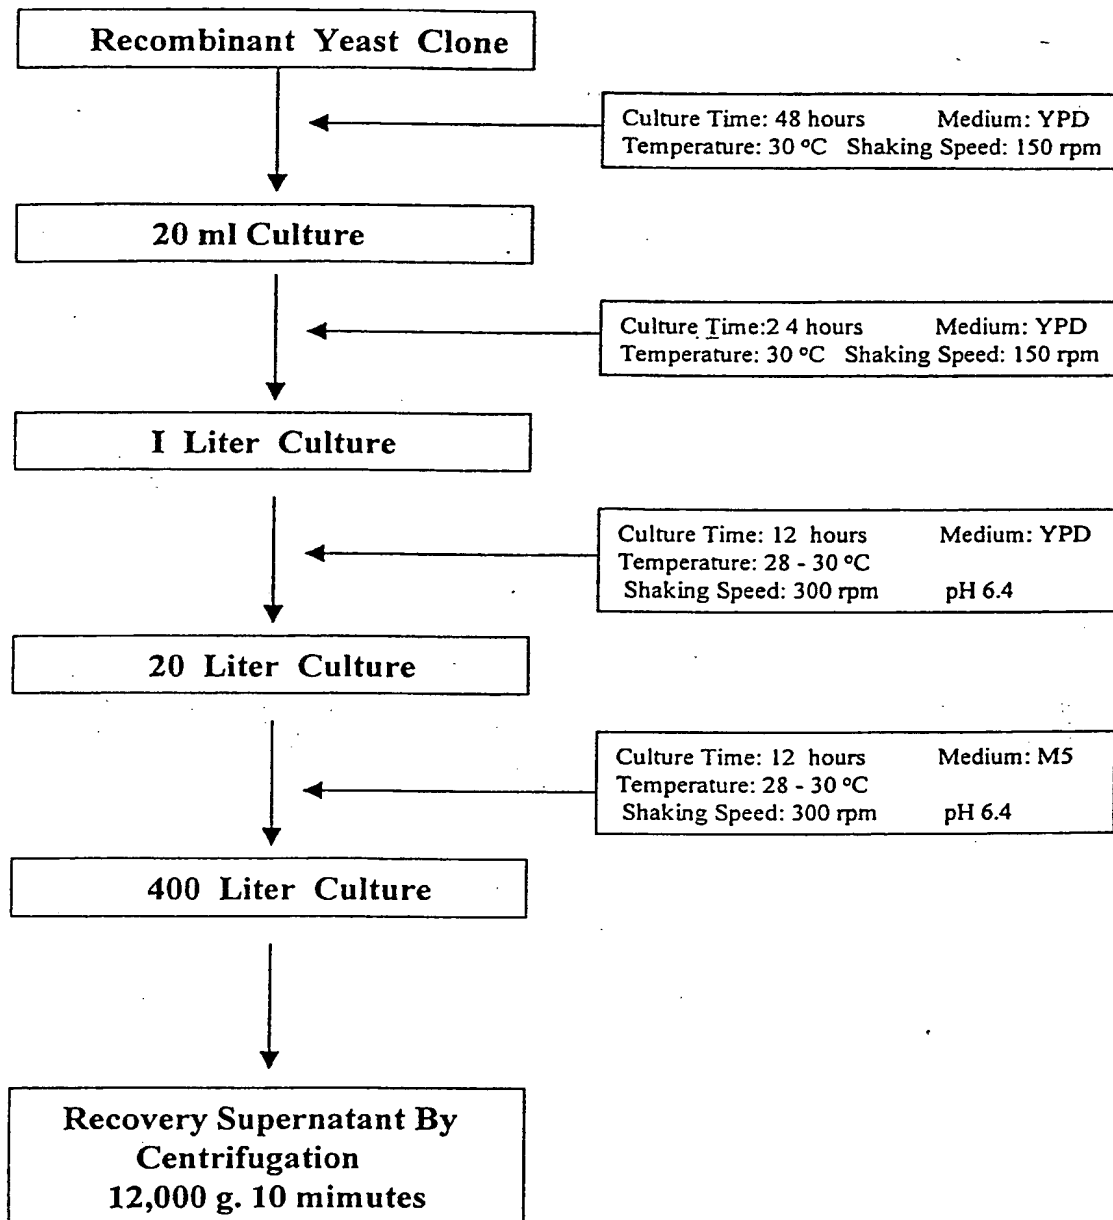 Recombinant Yeast Clone
Culture Time: 48 hours Medium: YPD
Temperature: 30 ºC Shaking Speed: 150 rpm
20 ml Culture
Culture Time:2 4 hours Medium: YPD
Temperature: 30 ºC Shaking Speed: 150 rpm
I Liter Culture
Culture Time: 12 hours Medium: YPD
Temperature: 28 - 30 ºC
Shaking Speed: 300 rpm pH 6.4
20 Liter Culture
Culture Time: 12 hours Medium: M5
Temperature: 28 - 30 ºC
Shaking Speed: 300 rpm pH 6.4
400 Liter Culture
Recovery Supernatant By
Centrifugation
12,000 g. 10 mimutes